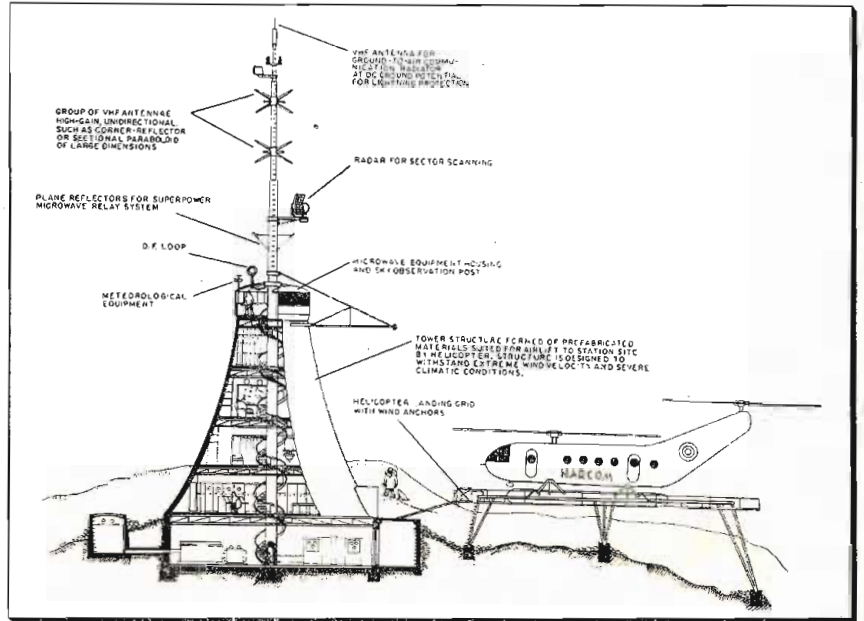 VHF ANTENNA FOR
GROUND-TO-AIR COMMU-
NICATION RADIATOR
AT DC GROUND POTENTIAL
FOR LIGHTNING PROTECTION
GROUP OF VHF ANTENNAE
HIGH-GAIN, UNIDIRECTIONAL,
SUCH AS CORNER-REFLECTOR
OR SECTIONAL PARABOLOID
OF LARGE DIMENSIONS
RADAR FOR SECTOR SCANNING
PLANE REFLECTORS FOR SUPERPOWER
MICROWAVE RELAY SYSTEM
D.F. LOOP
MICROWAVE EQUIPMENT HOUSING
AND SKY OBSERVATION POST
METEOROLOGICAL
EQUIPMENT
TOWER STRUCTURE FORMED OF PREFABRICATED
MATERIALS SUITED FOR AIRLIFT TO STATION SITE
BY HELICOPTER. STRUCTURE IS DESIGNED TO
WITHSTAND EXTREME WIND VELOCITY AND SEVERE
CLIMATIC CONDITIONS.
HELICOPTER LANDING GRID
WITH WIND ANCHORS
NARCOM